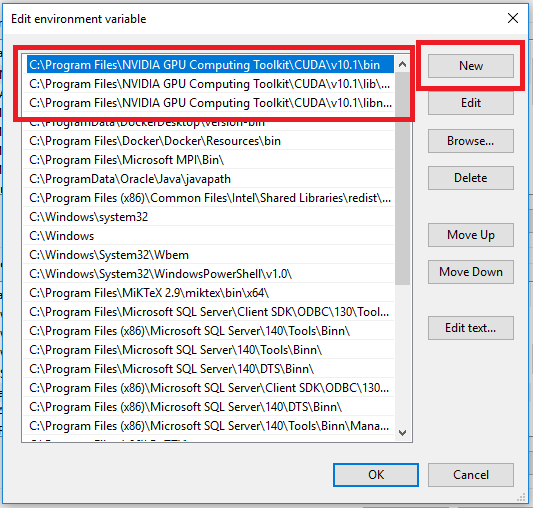 Edit environment variable
C:\Program Files\NVIDIA GPU Computing Toolkit\CUDA\v10.1\bin
C:\Program Files\NVIDIA GPU Computing Toolkit\CUDA\v10.1\lib\...
C:\Program Files\NVIDIA GPU Computing Toolkit\CUDA\v10.1\libn...
C:\ProgramData\DockerDesktop\version-bin
C:\Program Files\Docker\Docker\Resources\bin
C:\Program Files\Microsoft MPI\Bin\
C:\ProgramData\Oracle\Java\javapath
C:\Program Files (x86)\Common Files\Intel\Shared Libraries\redist\...
C:\Windows\system32
C:\Windows
C:\Windows\System32\Wbem
C:\Windows\System32\WindowsPowerShell\v1.0\
C:\Program Files\MiKTeX 2.9\miktex\bin\x64\
C:\Program Files\Microsoft SQL Server\Client SDK\ODBC\130\Tool...
C:\Program Files (x86)\Microsoft SQL Server\140\Tools\Binn\
C:\Program Files\Microsoft SQL Server\140\Tools\Binn\
C:\Program Files\Microsoft SQL Server\140\DTS\Binn\
C:\Program Files (x86)\Microsoft SQL Server\Client SDK\ODBC\130...
C:\Program Files (x86)\Microsoft SQL Server\140\DTS\Binn\
C:\Program Files (x86)\Microsoft SQL Server\140\Tools\Binn\Mana...
New
Edit
Browse...
Delete
Move Up
Move Down
Edit text...
OK
Cancel